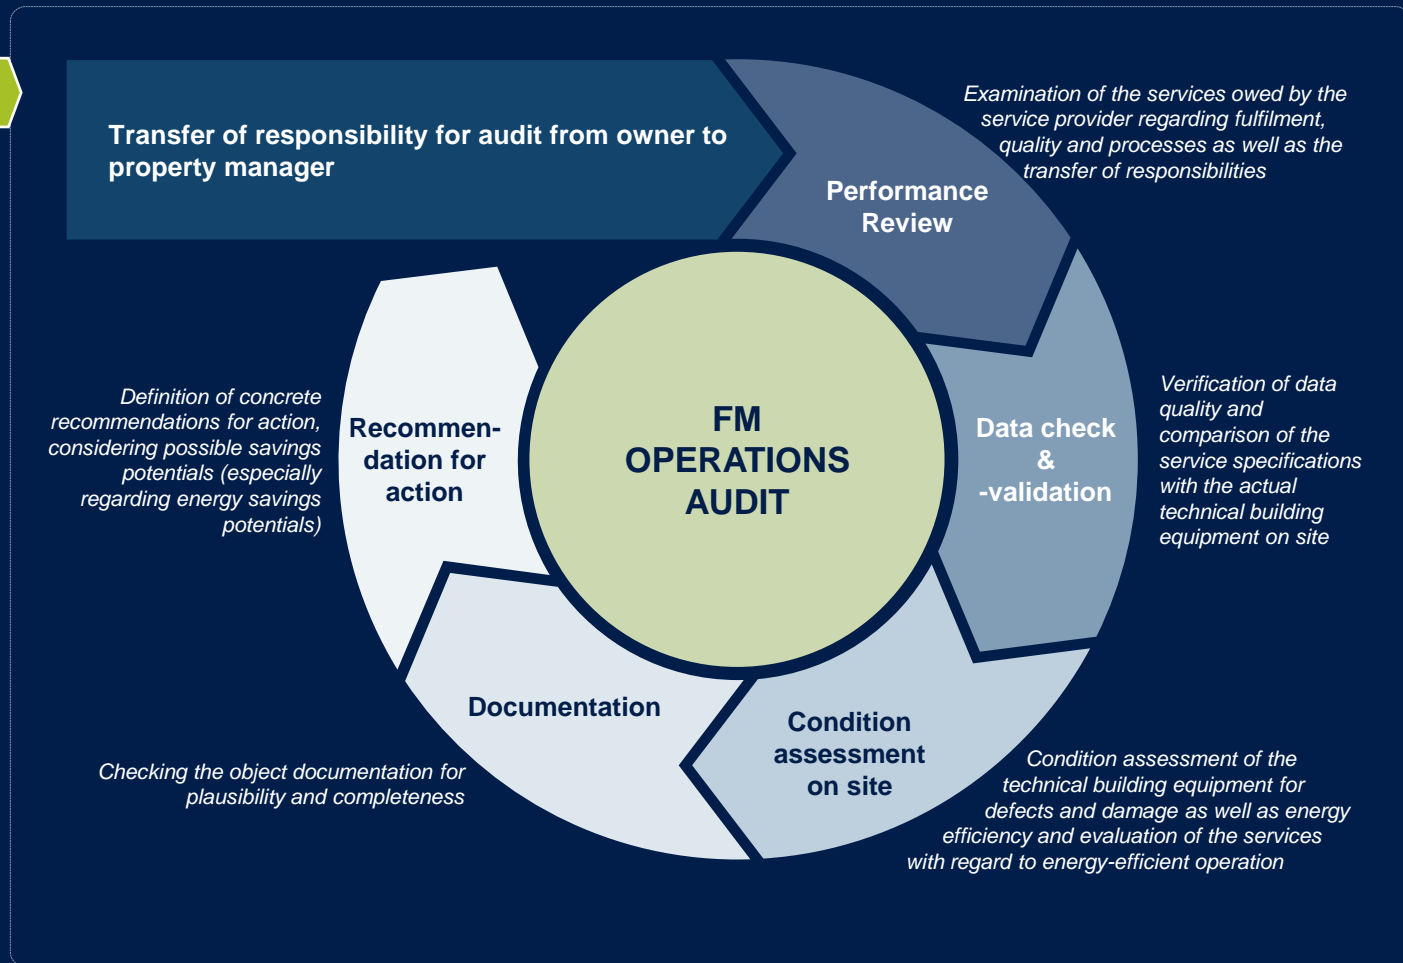 Transfer of responsibility for audit from owner to
property manager
Performance
Review
Examination of the services owed by the
service provider regarding fulfilment,
quality and processes as well as the
transfer of responsibilities
Data check
&
-validation
Verification of data
quality and
comparison of the
service specifications
with the actual
technical building
equipment on site
Condition
assessment
on site
Condition assessment of the
technical building equipment for
defects and damage as well as energy
efficiency and evaluation of the services
with regard to energy-efficient operation
Documentation
Checking the object documentation for
plausibility and completeness
Recommen-
dation for
action
Definition of concrete
recommendations for action,
considering possible savings
potentials (especially
regarding energy savings
potentials)
FM
OPERATIONS
AUDIT